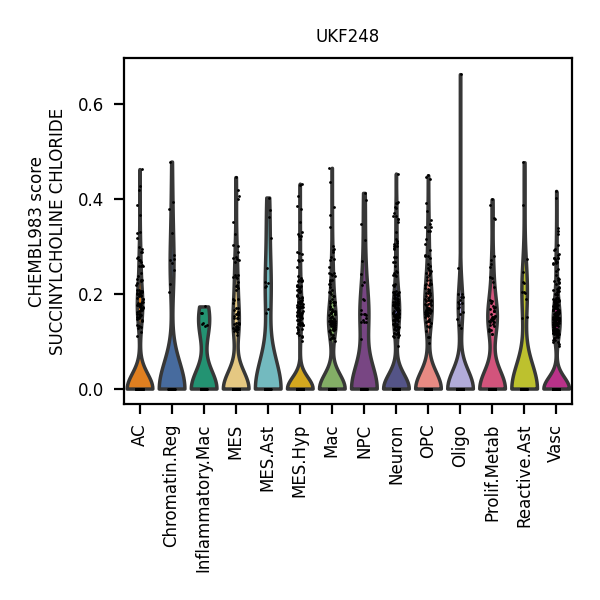 UKF248
CHEMBL983 score
SUCCINYLCHOLINE CHLORIDE
0.6
0.4
0.2
0.0
AC
Chromatin.Reg
Inflammatory.Mac
MES
MES.Ast
MES.Hyp
Mac
NPC
Neuron
OPC
Oligo
Prolif.Metab
Reactive.Ast
Vasc